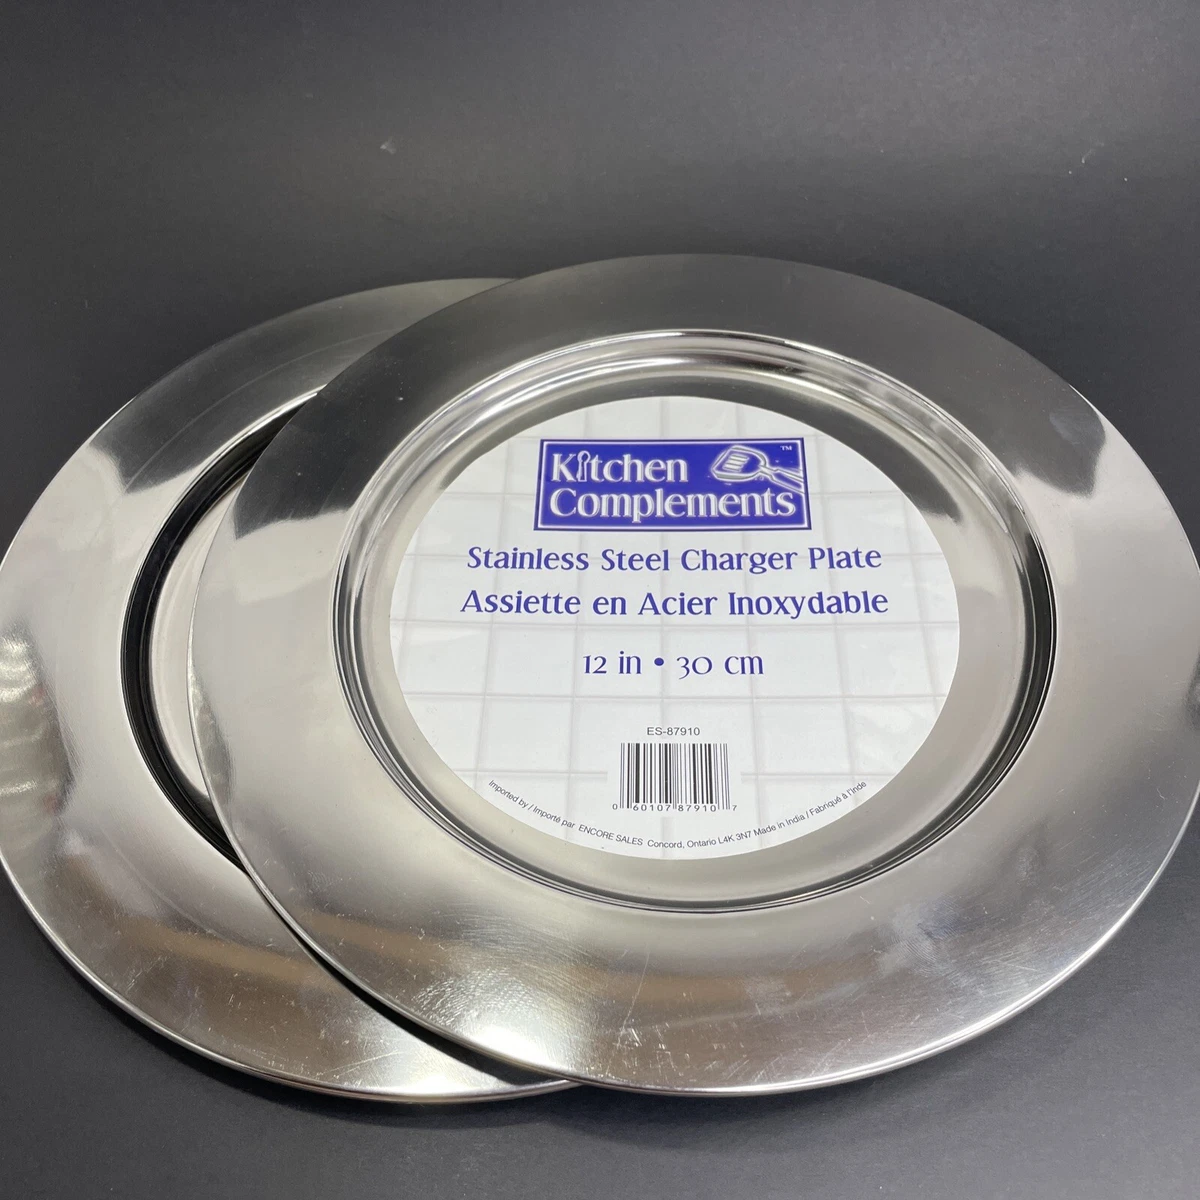 Kitchen
Complements
TM
Stainless Steel Charger Plate
Assiette en Acier Inoxydable
12 in • 30 cm
ES-87910
0 60107 87910 7
Imported by / Importé par ENCORE SALES Concord, Ontario L4K 3N7 Made in India / Fabriqué à l'Inde